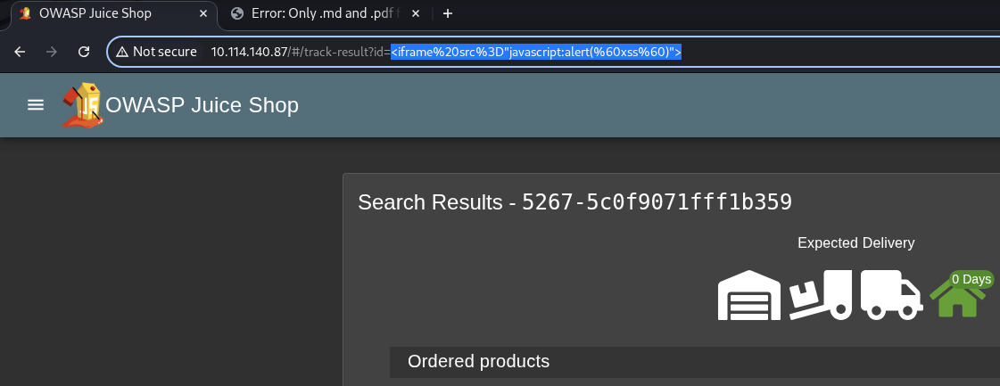 OWASP Juice Shop
Error: Only .md and .pdf f
Not secure 10.114.140.87/#/track-result?id=<iframe%20src%3D"javascript:alert(%60xss%60)">
OWASP Juice Shop
Search Results - 5267-5c0f9071fff1b359
Expected Delivery
0 Days
Ordered products